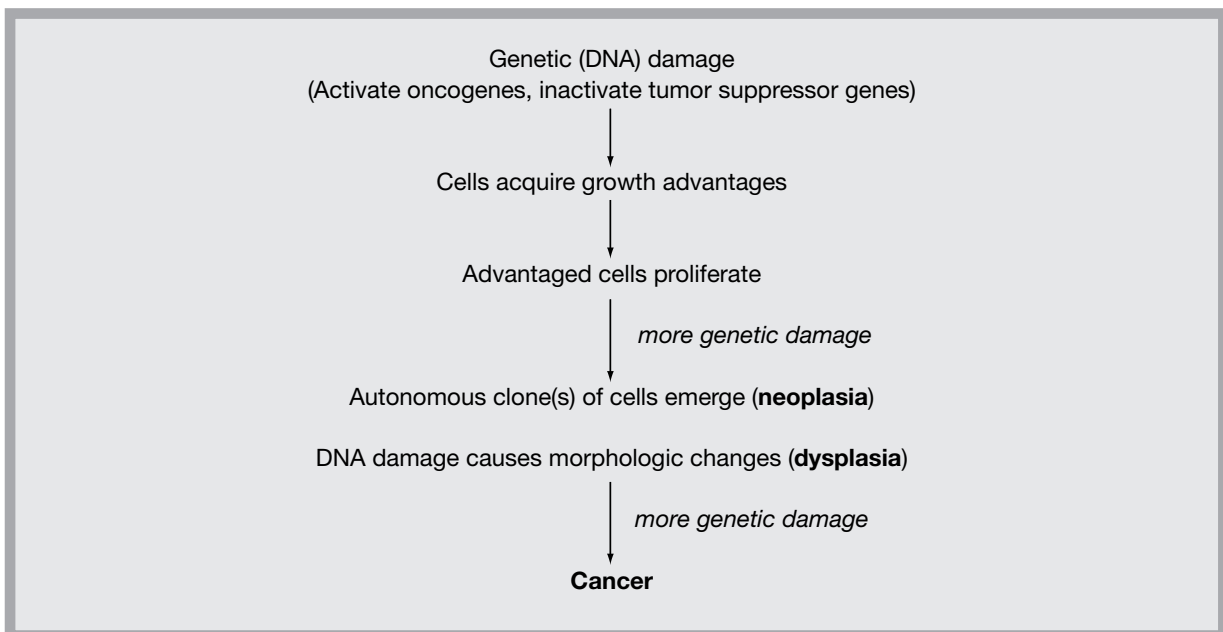 Genetic (DNA) damage
(Activate oncogenes, inactivate tumor suppressor genes)
Cells acquire growth advantages
Advantaged cells proliferate
more genetic damage
Autonomous clone(s) of cells emerge (neoplasia)
DNA damage causes morphologic changes (dysplasia)
more genetic damage
Cancer